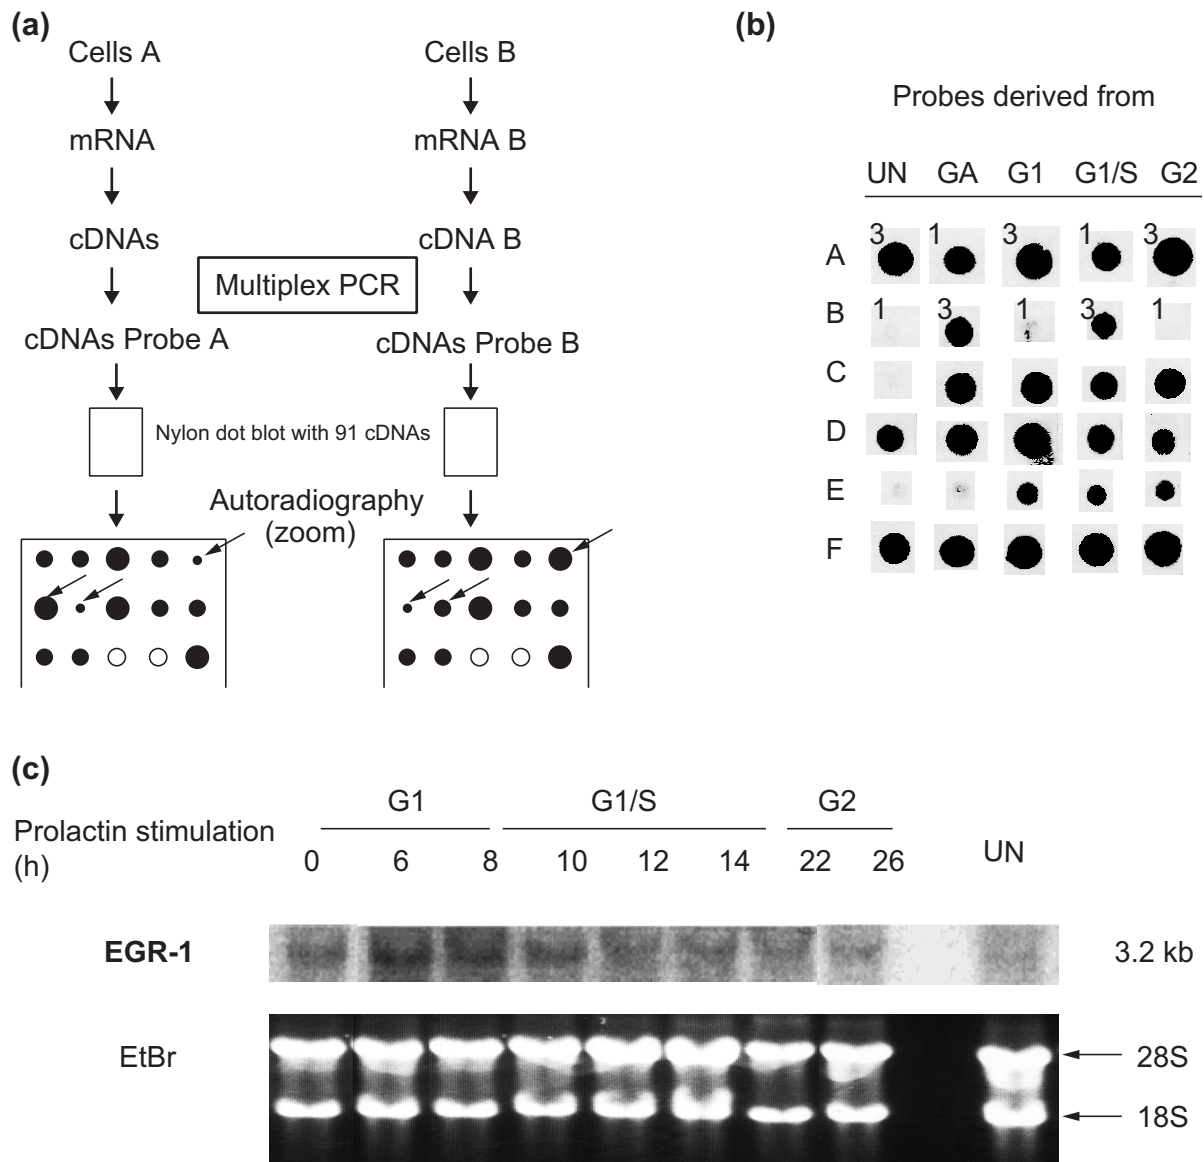 (a)
Cells A
Cells B
mRNA
mRNA B
cDNAs
cDNA B
Multiplex PCR
cDNAs Probe A
cDNAs Probe B
Nylon dot blot with 91 cDNAs
Autoradiography
(zoom)
(b)
Probes derived from
UN GA G1 G1/S G2
A 3 1 3 1 3
B 1 3 1 3 1
C
D
E
F
(c)
G1 G1/S G2
Prolactin stimulation
(h)
0 6 8 10 12 14 22 26 UN
EGR-1 3.2 kb
EtBr 28S
18S